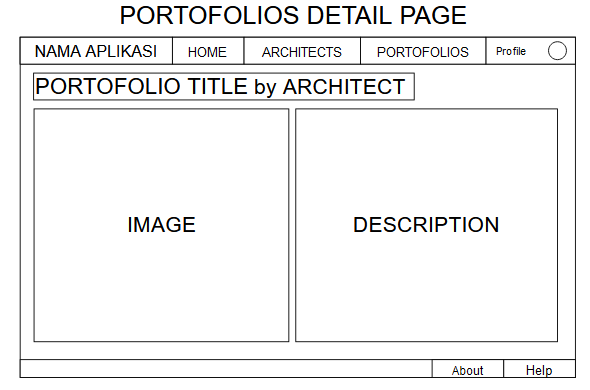 PORTOFOLIOS DETAIL PAGE
NAMA APLIKASI HOME ARCHITECTS PORTOFOLIOS Profile
PORTOFOLIO TITLE by ARCHITECT
IMAGE DESCRIPTION
About Help